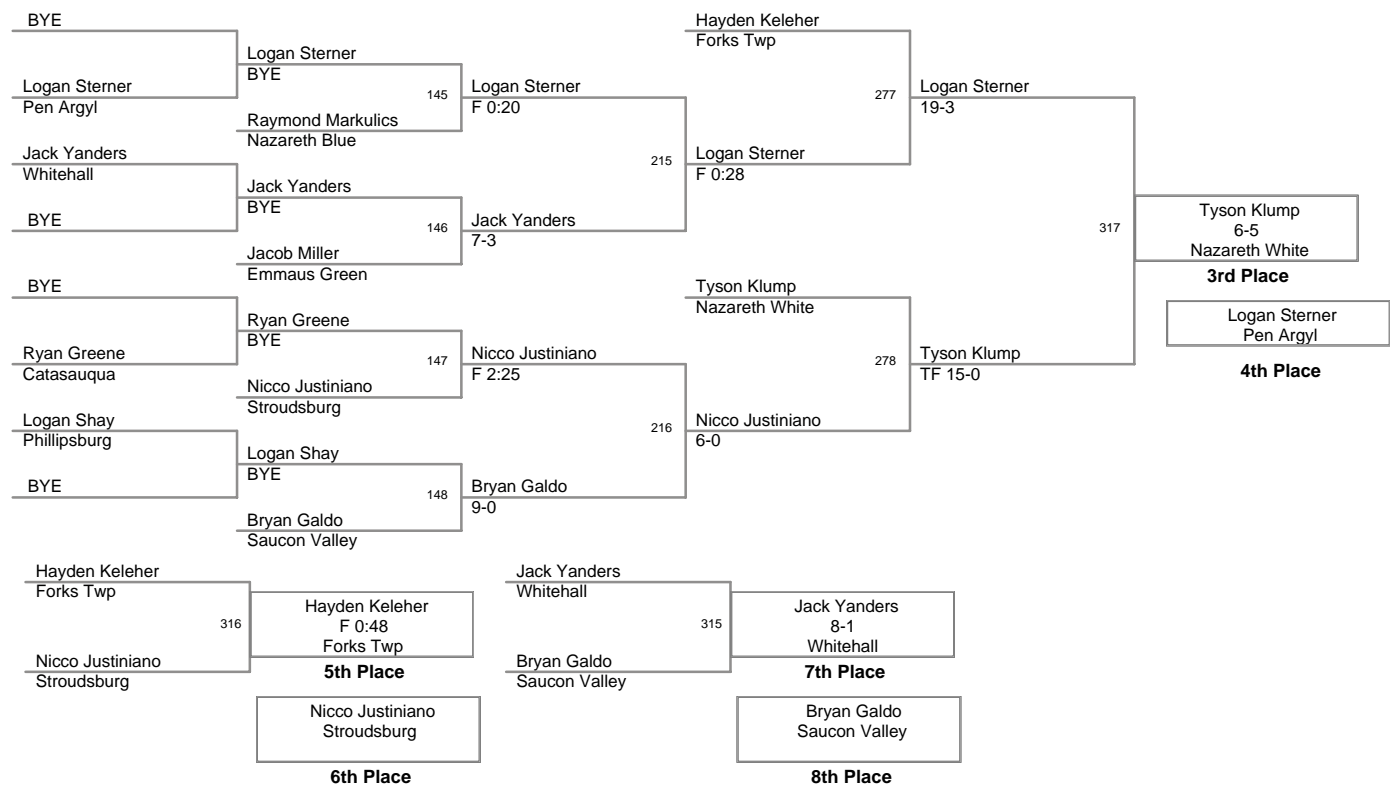 BYE
Logan Sterner
Pen Argyl
Jack Yanders
Whitehall
BYE
BYE
Ryan Greene
Catasauqua
Logan Shay
Phillipsburg
BYE
Logan Sterner
BYE
145
Raymond Markulics
Nazareth Blue
Jack Yanders
BYE
146
Jacob Miller
Emmaus Green
Ryan Greene
BYE
147
Nicco Justiniano
Stroudsburg
Logan Shay
BYE
148
Bryan Galdo
Saucon Valley
Logan Sterner
F 0:20
215
Jack Yanders
7-3
Nicco Justiniano
F 2:25
216
Bryan Galdo
9-0
Hayden Keleher
Forks Twp
277
Logan Sterner
F 0:28
Tyson Klump
Nazareth White
278
Nicco Justiniano
6-0
Logan Sterner
19-3
317
Tyson Klump
TF 15-0
Tyson Klump
6-5
Nazareth White
3rd Place
Logan Sterner
Pen Argyl
4th Place
Hayden Keleher
Forks Twp
316
Nicco Justiniano
Stroudsburg
Hayden Keleher
F 0:48
Forks Twp
5th Place
Nicco Justiniano
Stroudsburg
6th Place
Jack Yanders
Whitehall
315
Bryan Galdo
Saucon Valley
Jack Yanders
8-1
Whitehall
7th Place
Bryan Galdo
Saucon Valley
8th Place